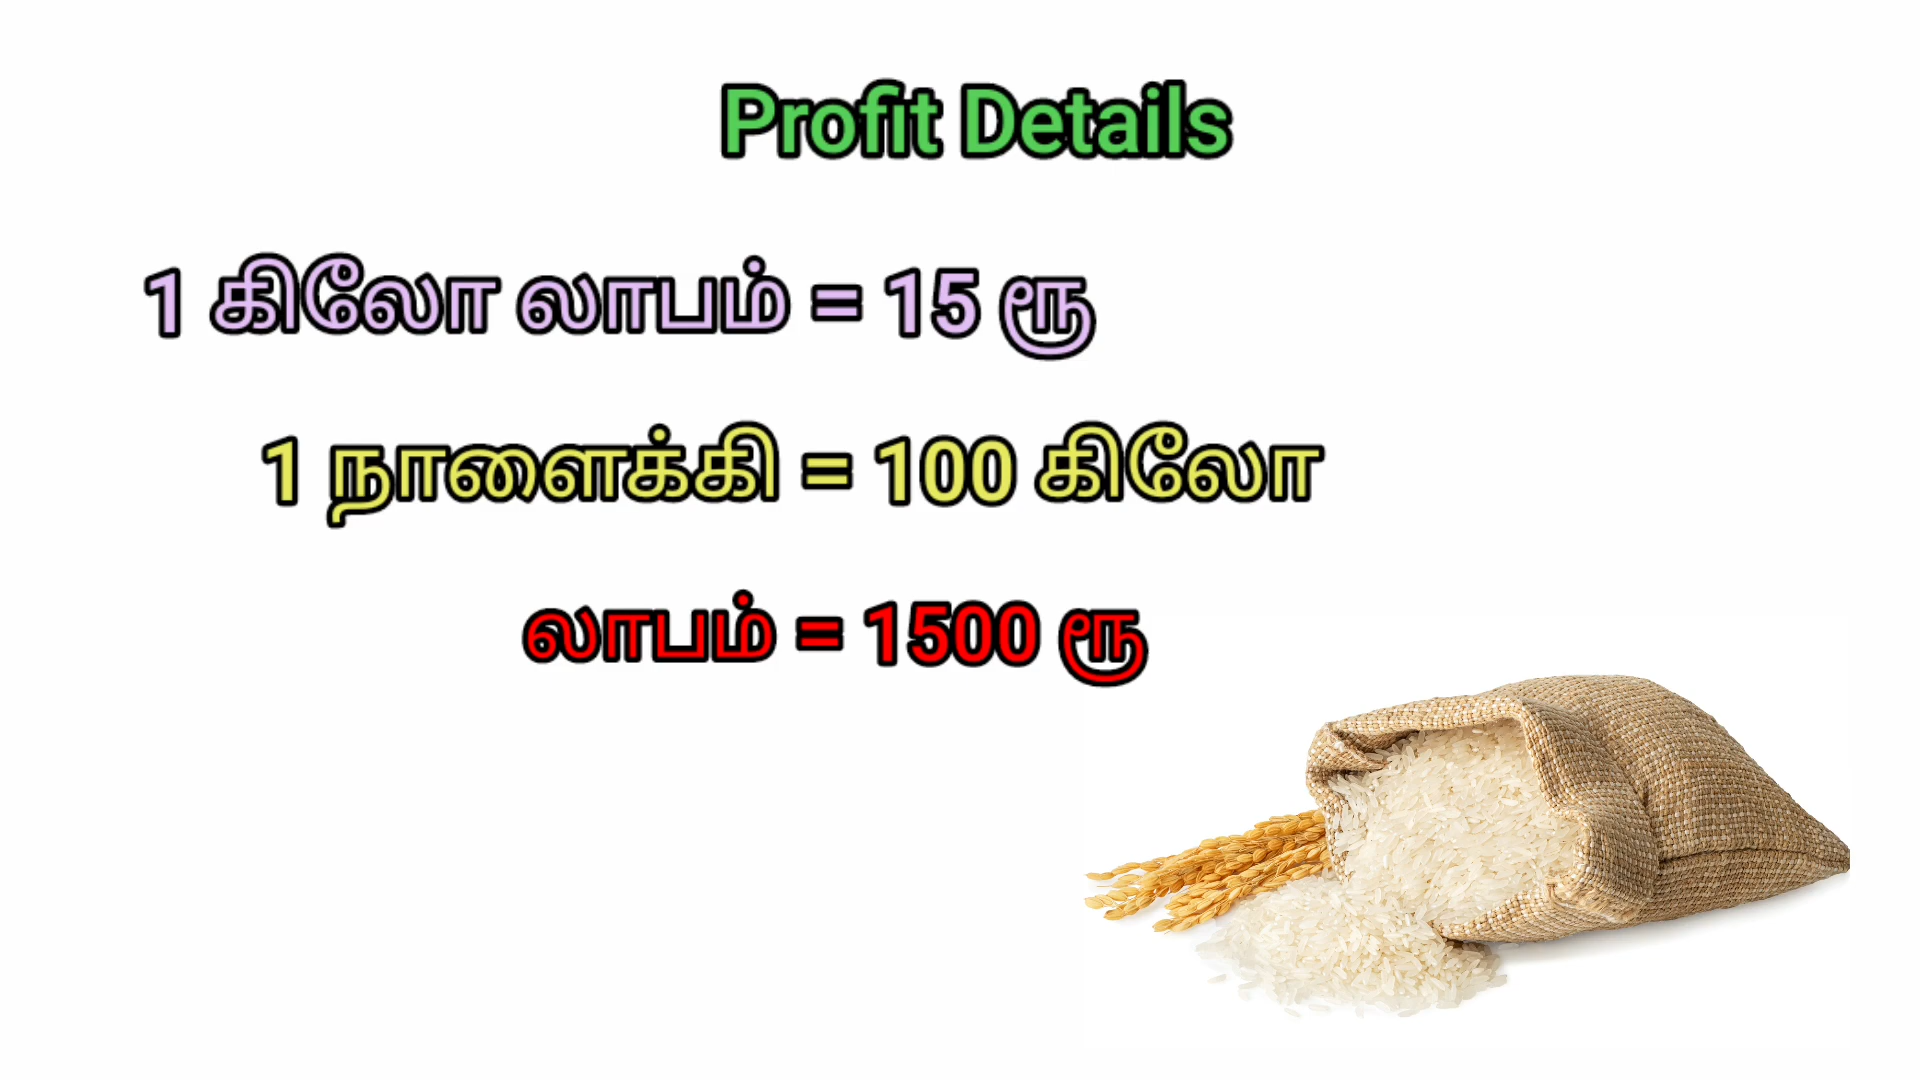 Profit Details
1 கிலோ லாபம் = 15 ரூ
1 நாளைக்கி = 100 கிலோ
லாபம் = 1500 ரூ